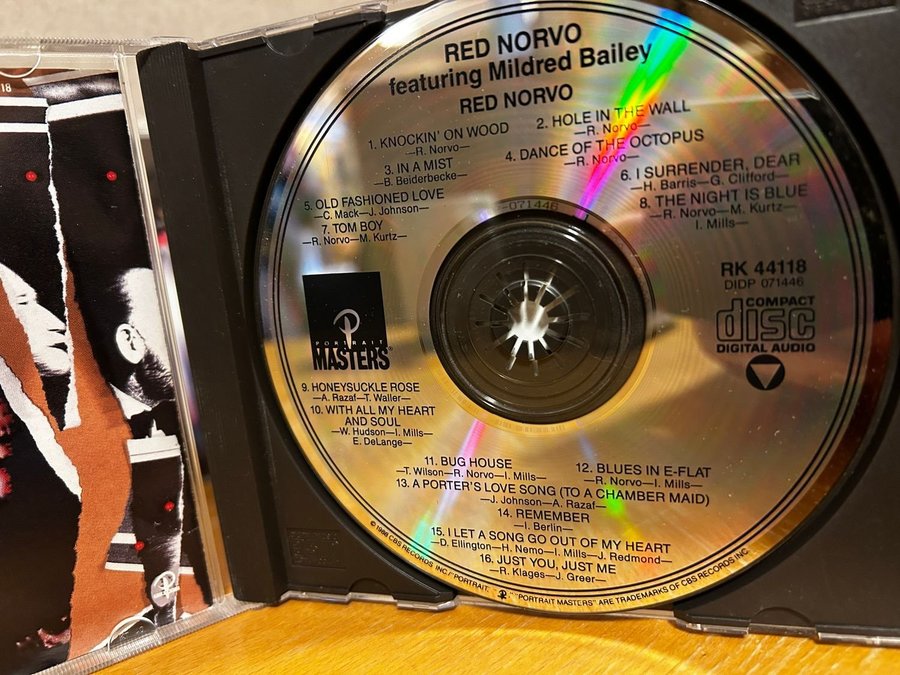 18
RED NORVO
featuring Mildred Bailey
RED NORVO
1. KNOCKIN' ON WOOD
—R. Norvo—
2. HOLE IN THE WALL
—R. Norvo—
3. IN A MIST
—B. Beiderbecke—
4. DANCE OF THE OCTOPUS
—R. Norvo—
5. OLD FASHIONED LOVE
—C. Mack—J. Johnson—
6. I SURRENDER, DEAR
—H. Barris—G. Clifford—
7. TOM BOY
—R. Norvo—M. Kurtz—
8. THE NIGHT IS BLUE
—R. Norvo—M. Kurtz—
I. Mills—
-071446
RK 44118
DIDP 071446
COMPACT
disc
DIGITAL AUDIO
PORTRAIT
MASTERS
9. HONEYSUCKLE ROSE
—A. Razaf—T. Waller—
10. WITH ALL MY HEART
AND SOUL
—W. Hudson—I. Mills—
E. DeLange—
11. BUG HOUSE
—T. Wilson—R. Norvo—I. Mills—
12. BLUES IN E-FLAT
—R. Norvo—I. Mills—
13. A PORTER'S LOVE SONG (TO A CHAMBER MAID)
—J. Johnson—A. Razaf—
14. REMEMBER
—I. Berlin—
15. I LET A SONG GO OUT OF MY HEART
—D. Ellington—H. Nemo—I. Mills—J. Redmond—
16. JUST YOU, JUST ME
—R. Klages—J. Greer—
© 1988 CBS RECORDS INC./"PORTRAIT," "PORTRAIT MASTERS" ARE TRADEMARKS OF CBS RECORDS INC.